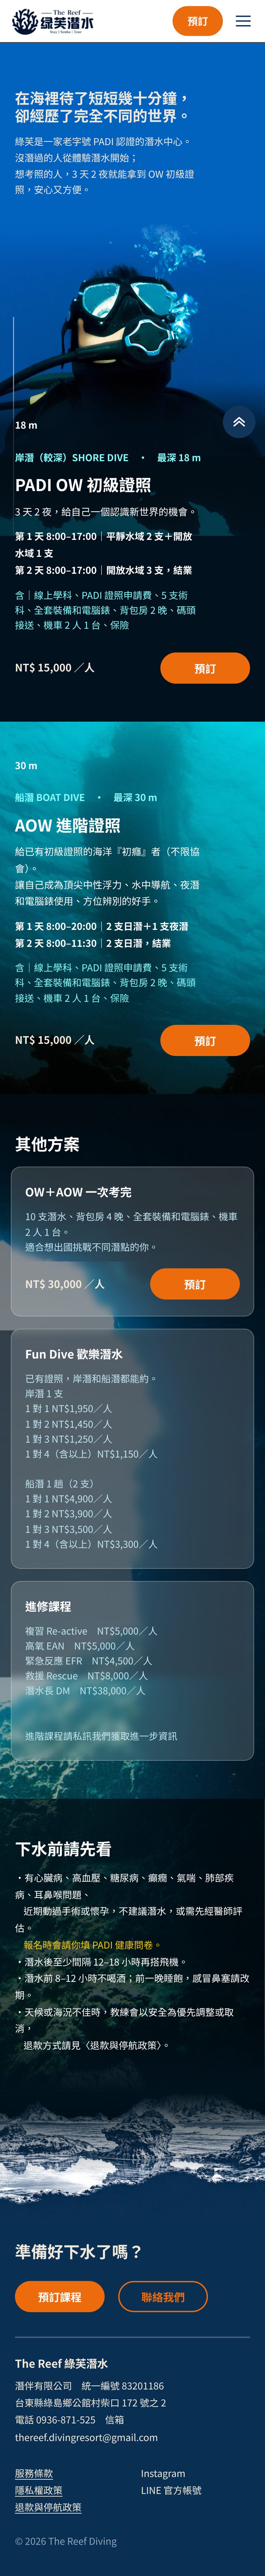 The Reef
綠芙潛水
Stay | Smile | Tour
預訂
在海裡待了短短幾十分鐘，
卻經歷了完全不同的世界。
綠芙是一家老字號 PADI 認證的潛水中心。
沒潛過的人從體驗潛水開始；
想考照的人，3 天 2 夜就能拿到 OW 初級證
照，安心又方便。
18 m
岸潛（較深）SHORE DIVE ・ 最深 18 m
PADI OW 初級證照
3 天 2 夜，給自己一個認識新世界的機會。
第 1 天 8:00–17:00｜平靜水域 2 支＋開放
水域 1 支
第 2 天 8:00–17:00｜開放水域 3 支，結業
含｜線上學科、PADI 證照申請費、5 支術
科、全套裝備和電腦錶、背包房 2 晚、碼頭
接送、機車 2 人 1 台、保險
NT$ 15,000 ／人
預訂
30 m
船潛 BOAT DIVE ・ 最深 30 m
AOW 進階證照
給已有初級證照的海洋『初癮』者（不限協
會）。
讓自己成為頂尖中性浮力、水中導航、夜潛
和電腦錶使用、方位辨別的好手。
第 1 天 8:00–20:00｜2 支日潛＋1 支夜潛
第 2 天 8:00–11:30｜2 支日潛，結業
含｜線上學科、PADI 證照申請費、5 支術
科、全套裝備和電腦錶、背包房 2 晚、碼頭
接送、機車 2 人 1 台、保險
NT$ 15,000 ／人
預訂
其他方案
OW＋AOW 一次考完
10 支潛水、背包房 4 晚、全套裝備和電腦錶、機車
2 人 1 台。
適合想出國挑戰不同潛點的你。
NT$ 30,000 ／人
預訂
Fun Dive 歡樂潛水
已有證照，岸潛和船潛都能約。
岸潛 1 支
1 對 1 NT$1,950／人
1 對 2 NT$1,450／人
1 對 3 NT$1,250／人
1 對 4（含以上）NT$1,150／人
船潛 1 趟（2 支）
1 對 1 NT$4,900／人
1 對 2 NT$3,900／人
1 對 3 NT$3,500／人
1 對 4（含以上）NT$3,300／人
進修課程
複習 Re-active NT$5,000／人
高氧 EAN NT$5,000／人
緊急反應 EFR NT$4,500／人
救援 Rescue NT$8,000／人
潛水長 DM NT$38,000／人
進階課程請私訊我們獲取進一步資訊
下水前請先看
・有心臟病、高血壓、糖尿病、癲癇、氣喘、肺部疾
病、耳鼻喉問題、
近期動過手術或懷孕，不建議潛水，或需先經醫師評
估。
報名時會請你填 PADI 健康問卷。
・潛水後至少間隔 12–18 小時再搭飛機。
・潛水前 8–12 小時不喝酒；前一晚睡飽，感冒鼻塞請改
期。
・天候或海況不佳時，教練會以安全為優先調整或取
消，
退款方式請見〈退款與停航政策〉。
準備好下水了嗎？
預訂課程
聯絡我們
The Reef 綠芙潛水
潛伴有限公司 統一編號 83201186
台東縣綠島鄉公館村柴口 172 號之 2
電話 0936-871-525 信箱
thereef.divingresort@gmail.com
服務條款
Instagram
隱私權政策
LINE 官方帳號
退款與停航政策
© 2026 The Reef Diving